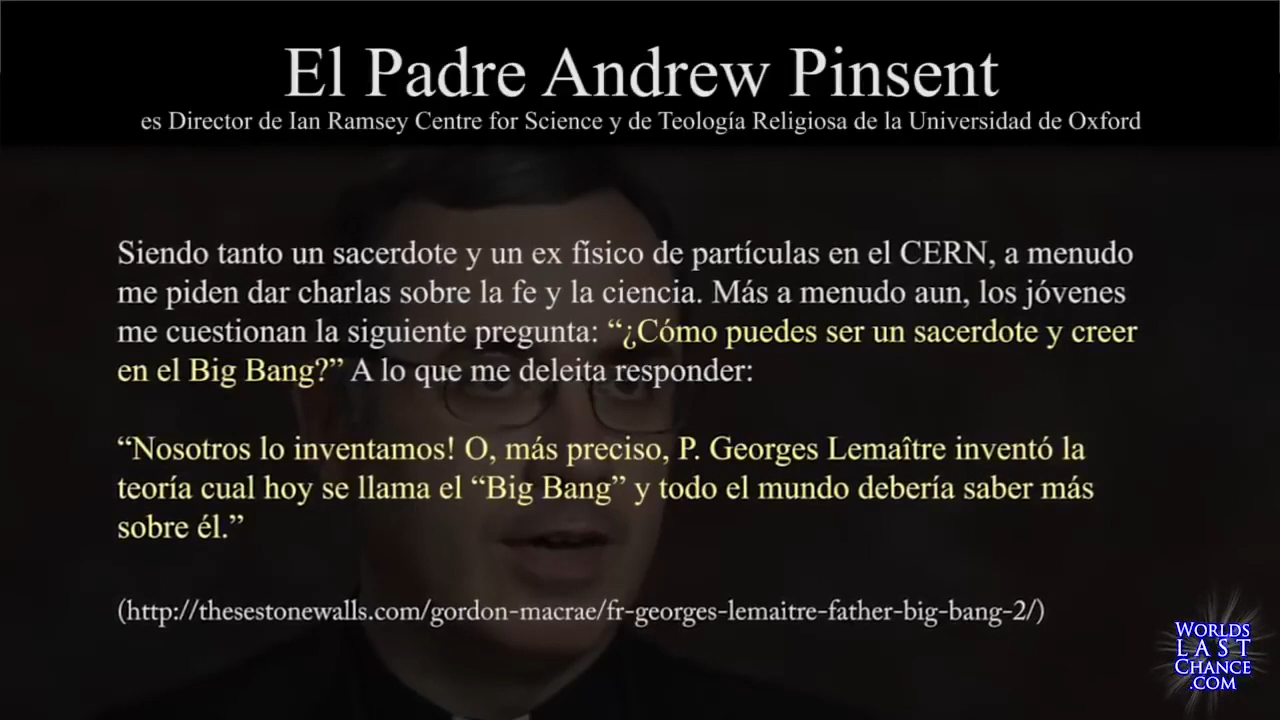 El Padre Andrew Pinsent
es Director de Ian Ramsey Centre for Science y de Teología Religiosa de la Universidad de Oxford
Siendo tanto un sacerdote y un ex físico de partículas en el CERN, a menudo
me piden dar charlas sobre la fe y la ciencia. Más a menudo aun, los jóvenes
me cuestionan la siguiente pregunta: “¿Cómo puedes ser un sacerdote y creer
en el Big Bang?” A lo que me deleita responder:
“Nosotros lo inventamos! O, más preciso, P. Georges Lemaître inventó la
teoría cual hoy se llama el “Big Bang” y todo el mundo debería saber más
sobre él.”
(http://thesestonewalls.com/gordon-macrae/fr-georges-lemaitre-father-big-bang-2/)
WORLDS
LAST
CHANCE
.COM